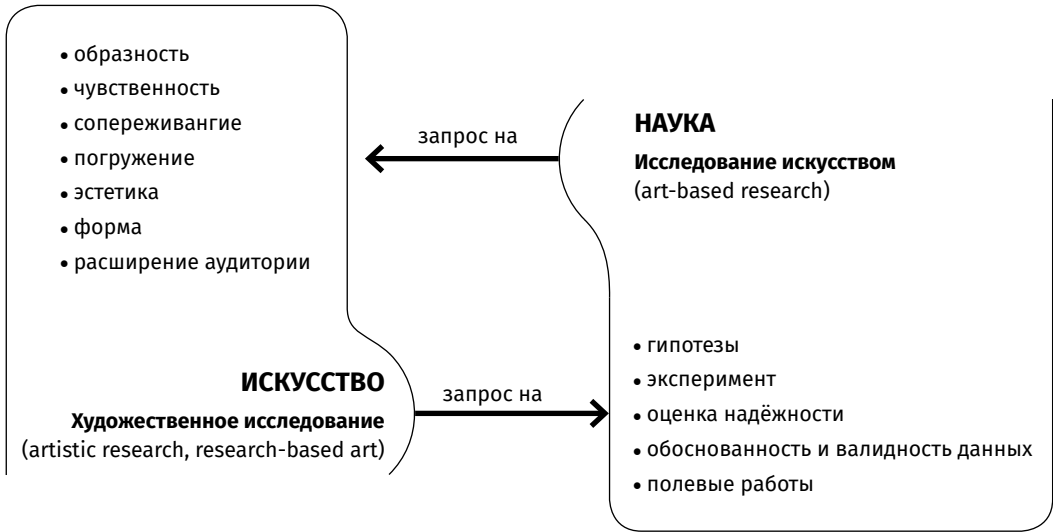 • образность
• чувственность
• сопереживангие
• погружение
• эстетика
• форма
• расширение аудитории
запрос на
НАУКА
Исследование искусством
(art-based research)
ИСКУССТВО
Художественное исследование
(artistic research, research-based art)
запрос на
• гипотезы
• эксперимент
• оценка надёжности
• обоснованность и валидность данных
• полевые работы